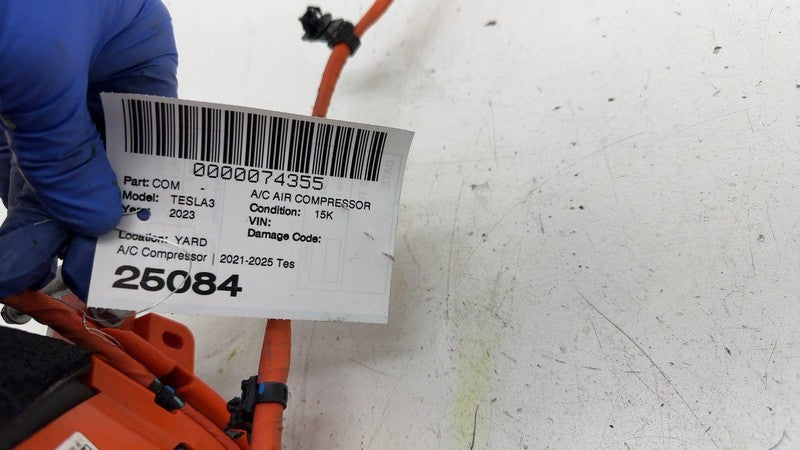 0000074355
Part: COM - A/C AIR COMPRESSOR
Model: TESLA3 Condition: 15K
2023 VIN:
Damage Code:
Location: YARD
A/C Compressor | 2021-2025 Tes
25084